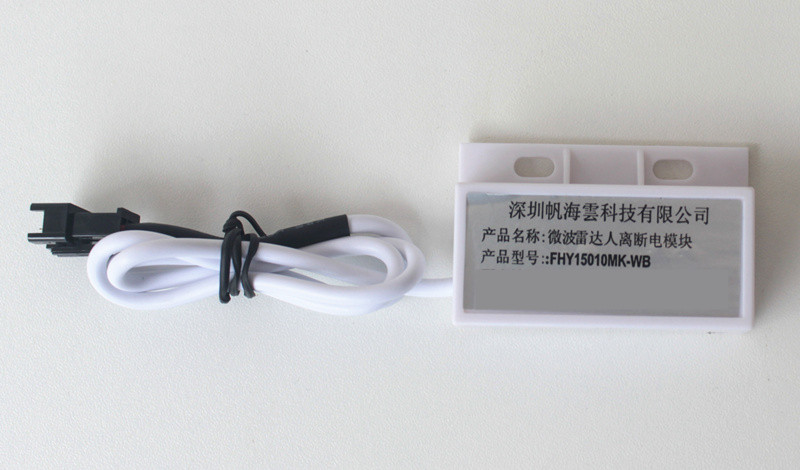 深圳帆海雲科技有限公司
产品名称:微波雷达人离断电模块
产品型号::FHY15010MK-WB